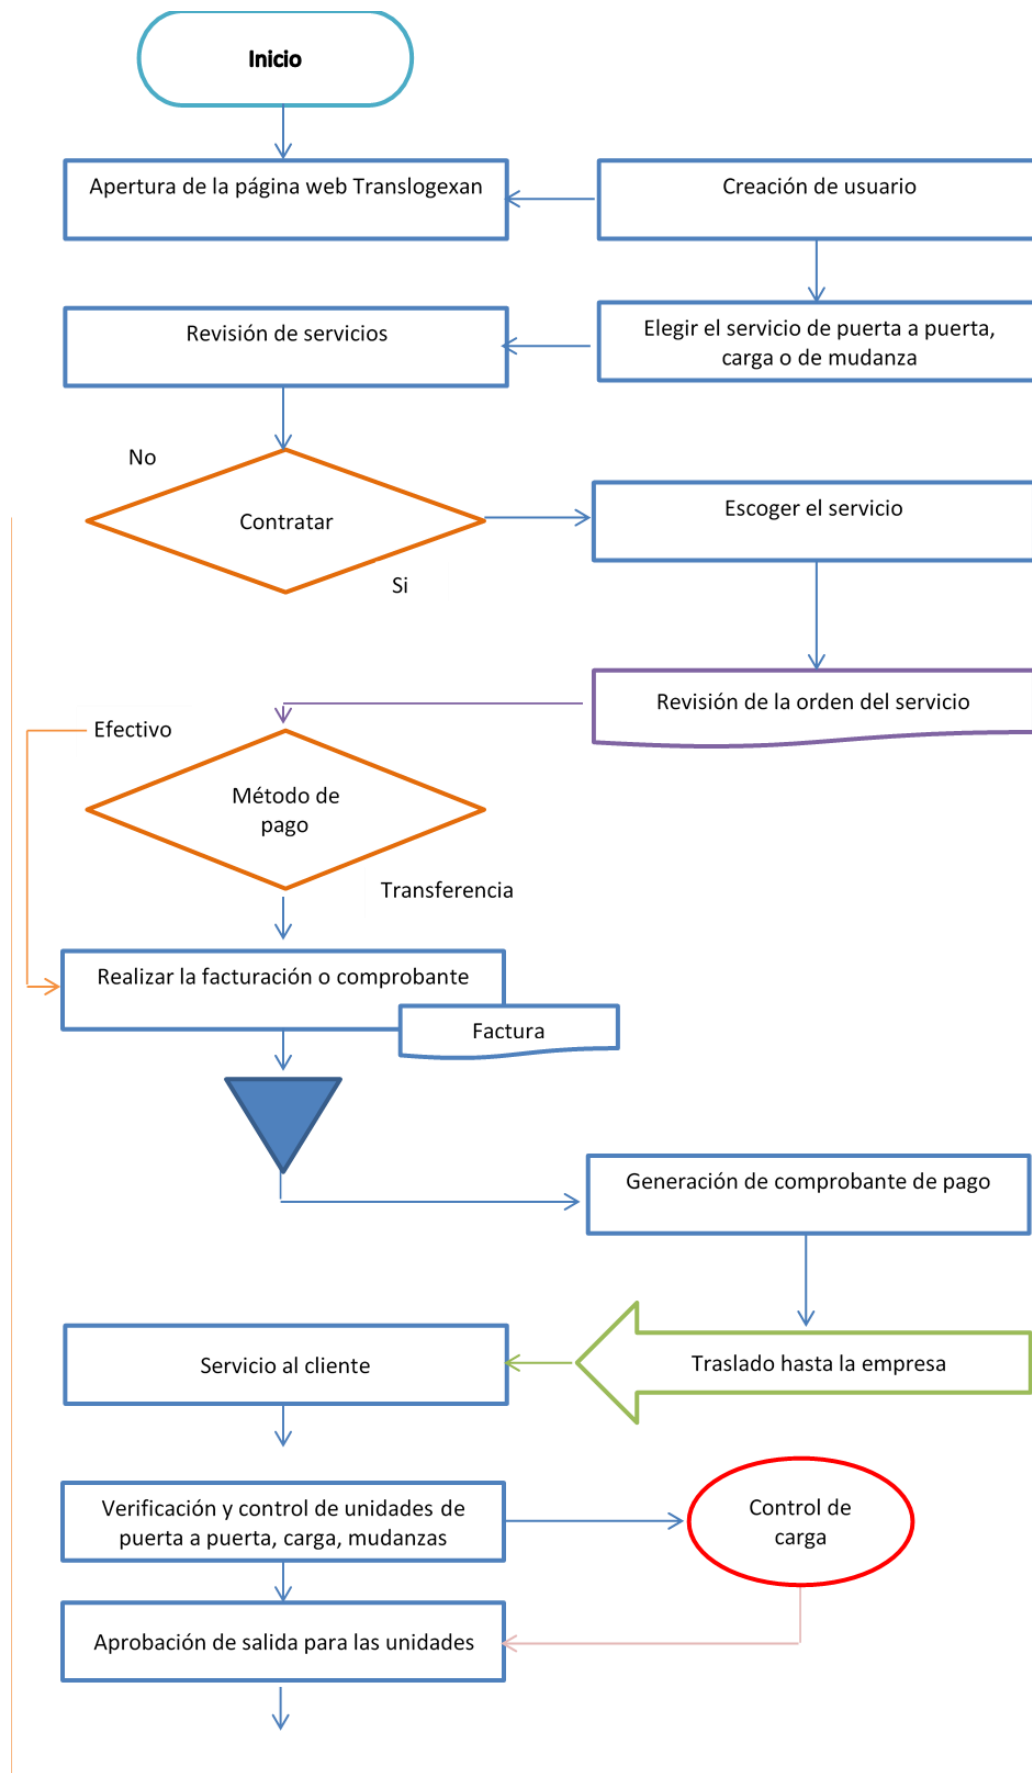 Inicio
Apertura de la página web Translogexan
Creación de usuario
Revisión de servicios
Elegir el servicio de puerta a puerta,
carga o de mudanza
No
Contratar
Si
Escoger el servicio
Revisión de la orden del servicio
Efectivo
Método de
pago
Transferencia
Realizar la facturación o comprobante
Factura
Generación de comprobante de pago
Traslado hasta la empresa
Servicio al cliente
Verificación y control de unidades de
puerta a puerta, carga, mudanzas
Control de
carga
Aprobación de salida para las unidades